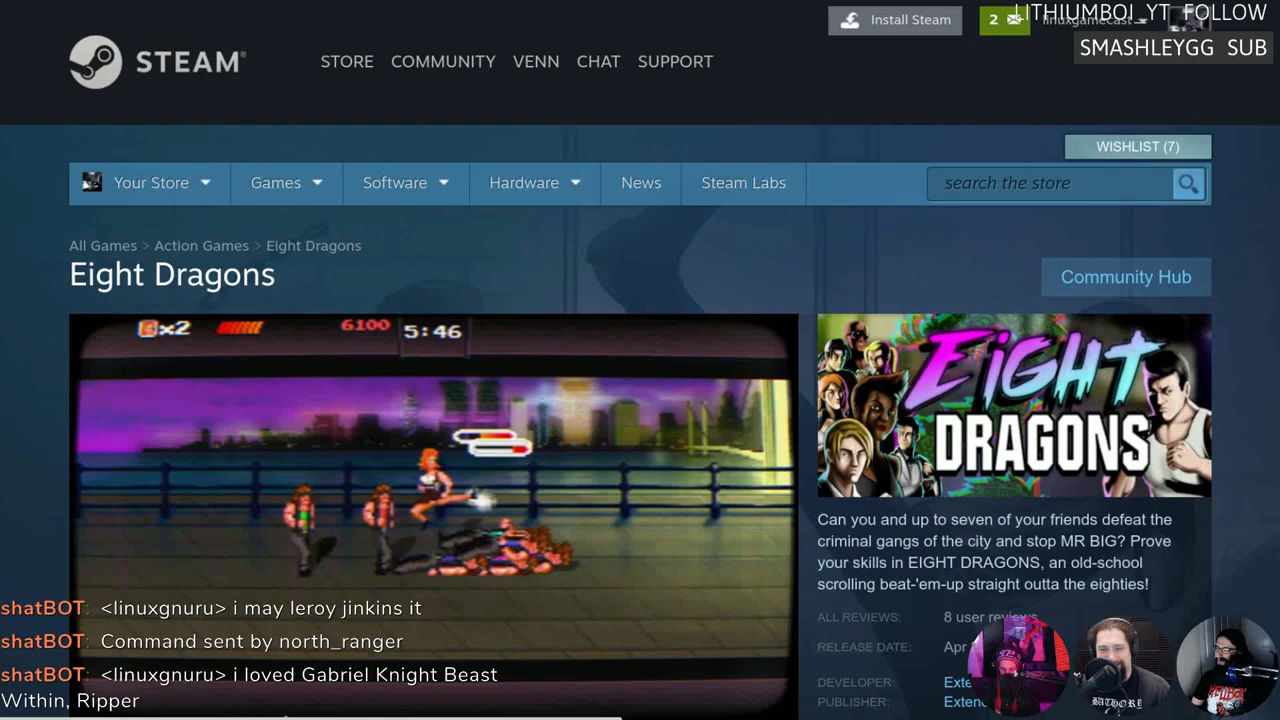 LITHIUMBOI_YT FOLLOW
Install Steam
2
linuxgamecast
SMASHLEYGG SUB
STEAM
STORE COMMUNITY VENN CHAT SUPPORT
WISHLIST (7)
Your Store Games Software Hardware News Steam Labs search the store
All Games > Action Games > Eight Dragons
Eight Dragons
Community Hub
x2 6100 5:46
EIGHT
DRAGONS
Can you and up to seven of your friends defeat the
criminal gangs of the city and stop MR BIG? Prove
your skills in EIGHT DRAGONS, an old-school
scrolling beat-'em-up straight outta the eighties!
ALL REVIEWS: 8 user reviews
RELEASE DATE: Apr
DEVELOPER: Exte
PUBLISHER: Exten
shatBOT: <linuxgnuru> i may leroy jinkins it
shatBOT: Command sent by north_ranger
shatBOT: <linuxgnuru> i loved Gabriel Knight Beast
Within, Ripper
BATHORY